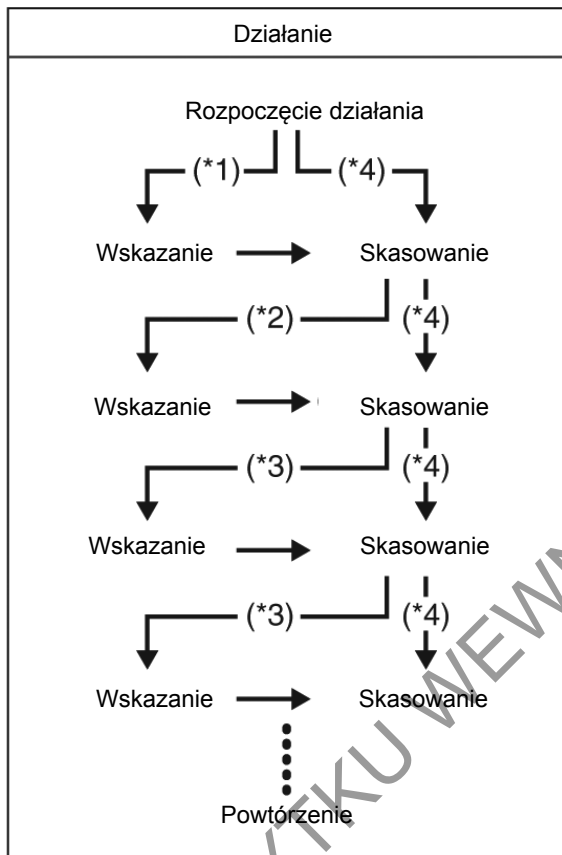 Działanie
Rozpoczęcie działania
(*1) (*4)
Wskazanie Skasowanie
(*2) (*4)
Wskazanie Skasowanie
(*3) (*4)
Wskazanie Skasowanie
(*3) (*4)
Wskazanie Skasowanie
Powtórzenie